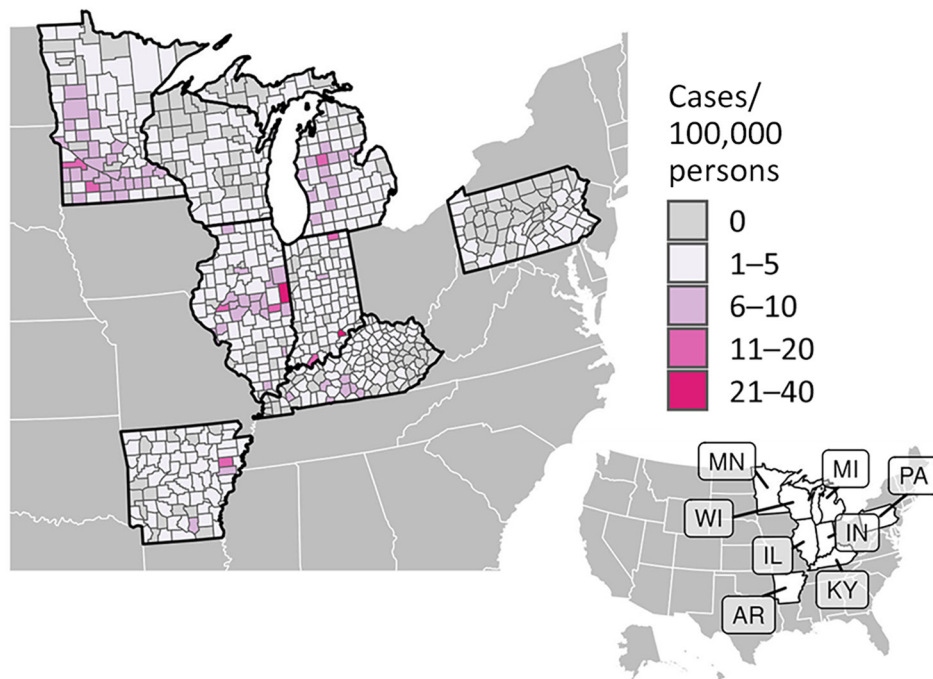 Cases/
100,000
persons
0
1–5
6–10
11–20
21–40
MN
MI
PA
WI
IL
IN
KY
AR